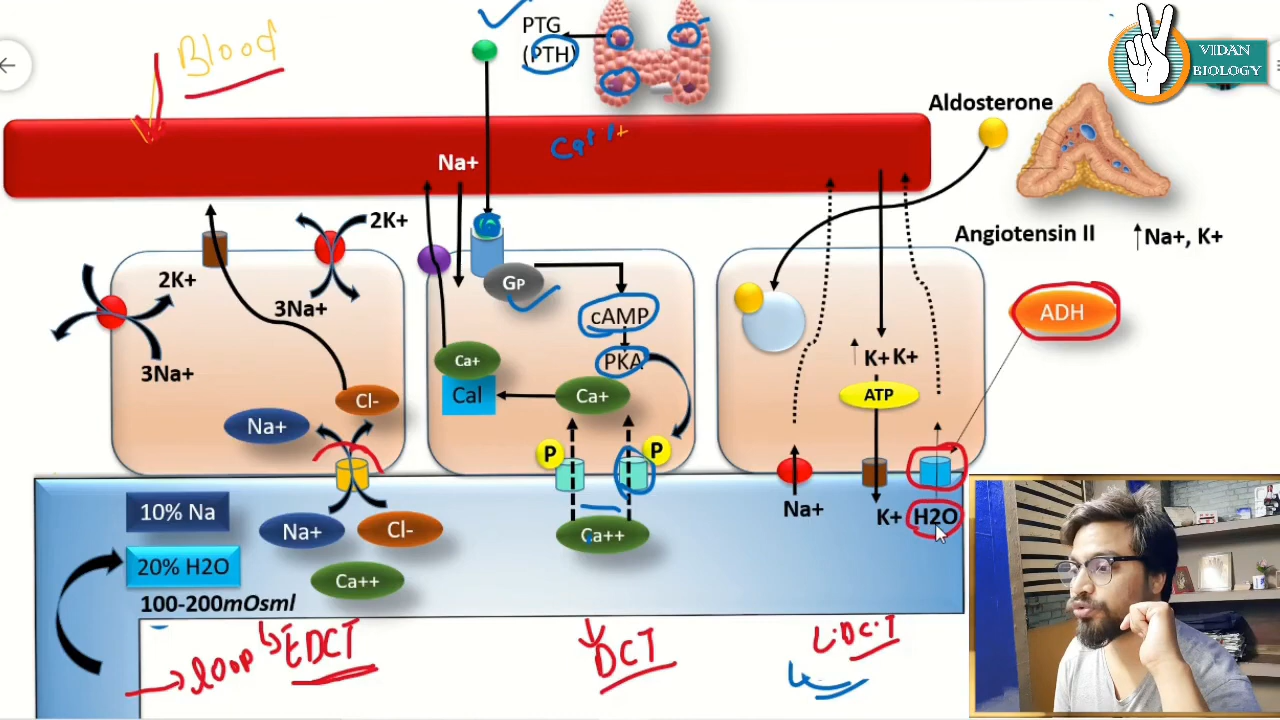 Blood
PTG
(PTH)
VIDAN
BIOLOGY
Aldosterone
Ca++
Na+
2K+
Angiotensin II
↑Na+, K+
2K+
3Na+
3Na+
GP
cAMP
PKA
ADH
Ca+
Cal
Ca+
↑ K+ K+
ATP
Cl-
Na+
P
P
Na+
K+
H2O
10% Na
Na+
Cl-
Ca++
20% H2O
Ca++
100-200mOsml
loop
EDCT
DCT
L.DC.T